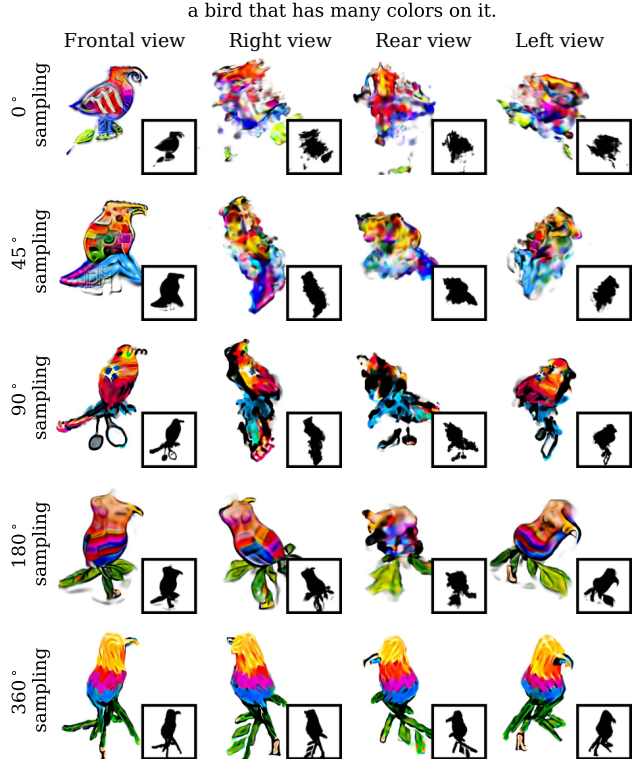 a bird that has many colors on it.
Frontal view Right view Rear view Left view
0°
sampling
45°
sampling
90°
sampling
180°
sampling
360°
sampling